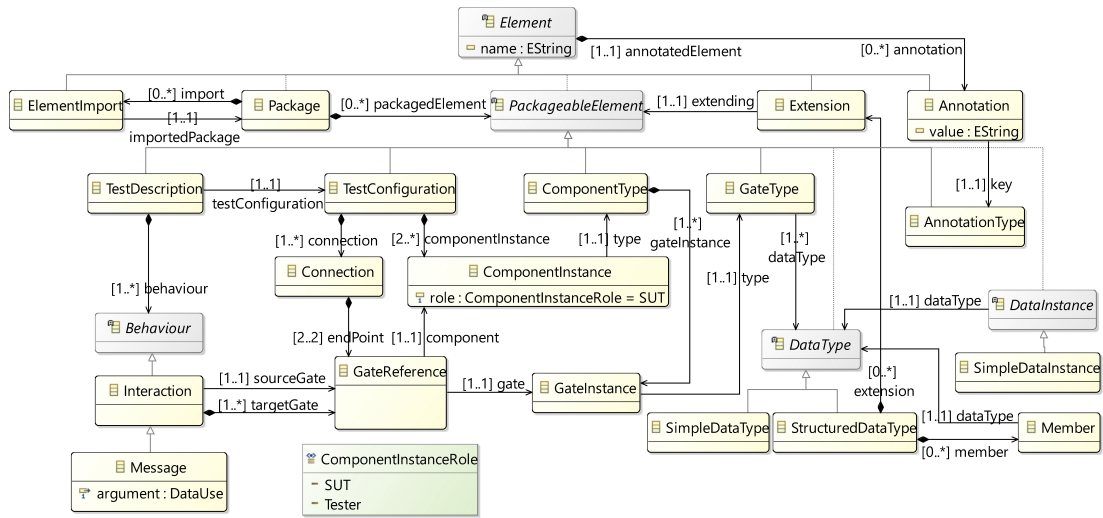 Element
name : EString
[1..1] annotatedElement
[0..*] annotation
ElementImport
[0..*] import
[1..1]
importedPackage
Package
[0..*] packagedElement
PackageableElement
[1..1] extending
Extension
Annotation
value : EString
TestDescription
[1..1]
testConfiguration
TestConfiguration
ComponentType
GateType
[1..1] key
AnnotationType
[1..*] connection
[2..*] componentInstance
[1..1] type
[1..*]
gateInstance
[1..*]
dataType
Connection
ComponentInstance
role : ComponentInstanceRole = SUT
[1..1] type
[1..*] behaviour
[1..1] dataType
DataInstance
Behaviour
[2..2] endPoint
[1..1] component
DataType
SimpleDataInstance
Interaction
[1..1] sourceGate
[1..*] targetGate
GateReference
[1..1] gate
GateInstance
[0..*]
extension
[1..1] dataType
SimpleDataType
StructuredDataType
Member
[0..*] member
Message
argument : DataUse
ComponentInstanceRole
SUT
Tester